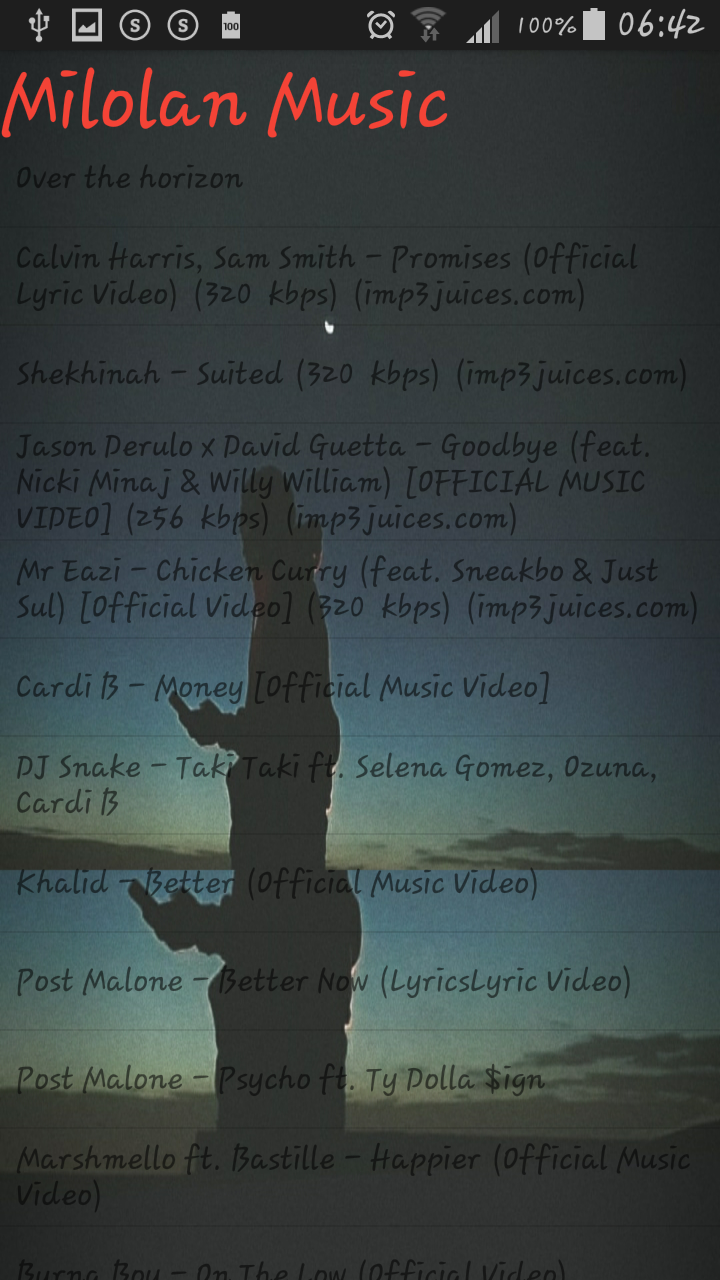 100
100% 06:42
Milolan Music
Over the horizon
Calvin Harris, Sam Smith - Promises (Official
Lyric Video) (320 kbps) (imp3juices.com)
Shekhinah - Suited (320 kbps) (imp3juices.com)
Jason Derulo x David Guetta - Goodbye (feat.
Nicki Minaj & Willy William) [OFFICIAL MUSIC
VIDEO] (256 kbps) (imp3juices.com)
Mr Eazi - Chicken Curry (feat. Sneakbo & Just
Sul) [Official Video] (320 kbps) (imp3juices.com)
Cardi B - Money [Official Music Video]
DJ Snake - Taki Taki ft. Selena Gomez, Ozuna,
Cardi B
Khalid - Better (Official Music Video)
Post Malone - Better Now (LyricsLyric Video)
Post Malone - Psycho ft. Ty Dolla $ign
Marshmello ft. Bastille - Happier (Official Music
Video)
Burna Boy - On The Low (Official Video)